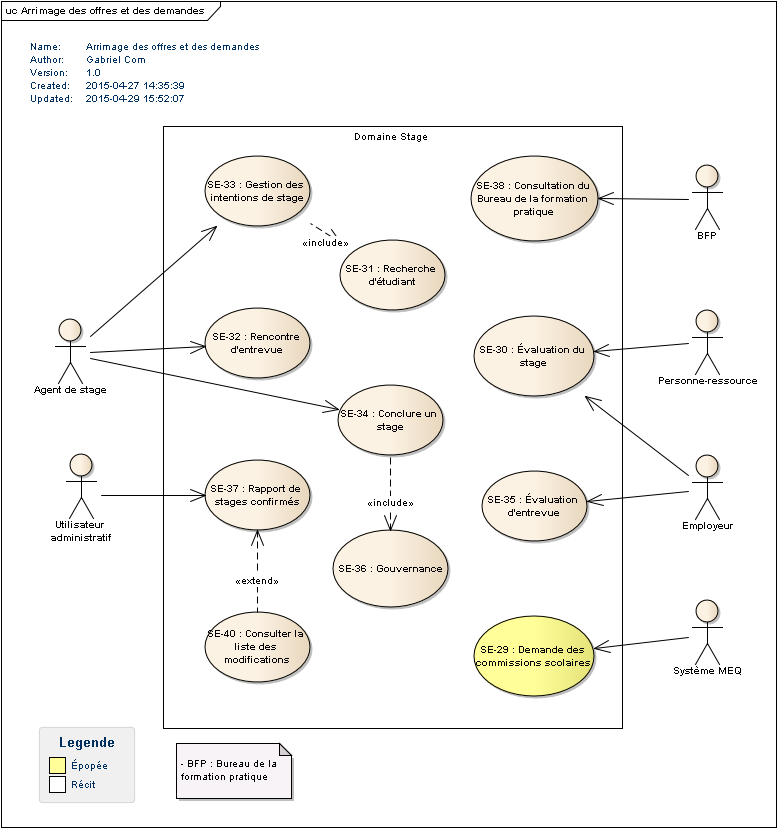 uc Arrimage des offres et des demandes
Name: Arrimage des offres et des demandes
Author: Gabriel Com
Version: 1.0
Created: 2015-04-27 14:35:39
Updated: 2015-04-29 15:52:07
Domaine Stage
SE-33 : Gestion des
intentions de stage
«include»
SE-31 : Recherche
d'étudiant
SE-38 : Consultation du
Bureau de la formation
pratique
BFP
SE-32 : Rencontre
d'entrevue
Agent de stage
SE-30 : Évaluation du
stage
Personne-ressource
SE-34 : Conclure un
stage
SE-37 : Rapport de
stages confirmés
Utilisateur
administratif
«include»
SE-35 : Évaluation
d'entrevue
Employeur
SE-36 : Gouvernance
«extend»
SE-40 : Consulter la
liste des
modifications
SE-29 : Demande des
commissions scolaires
Système MEQ
Legende
Épopée
Récit
- BFP : Bureau de la
formation pratique